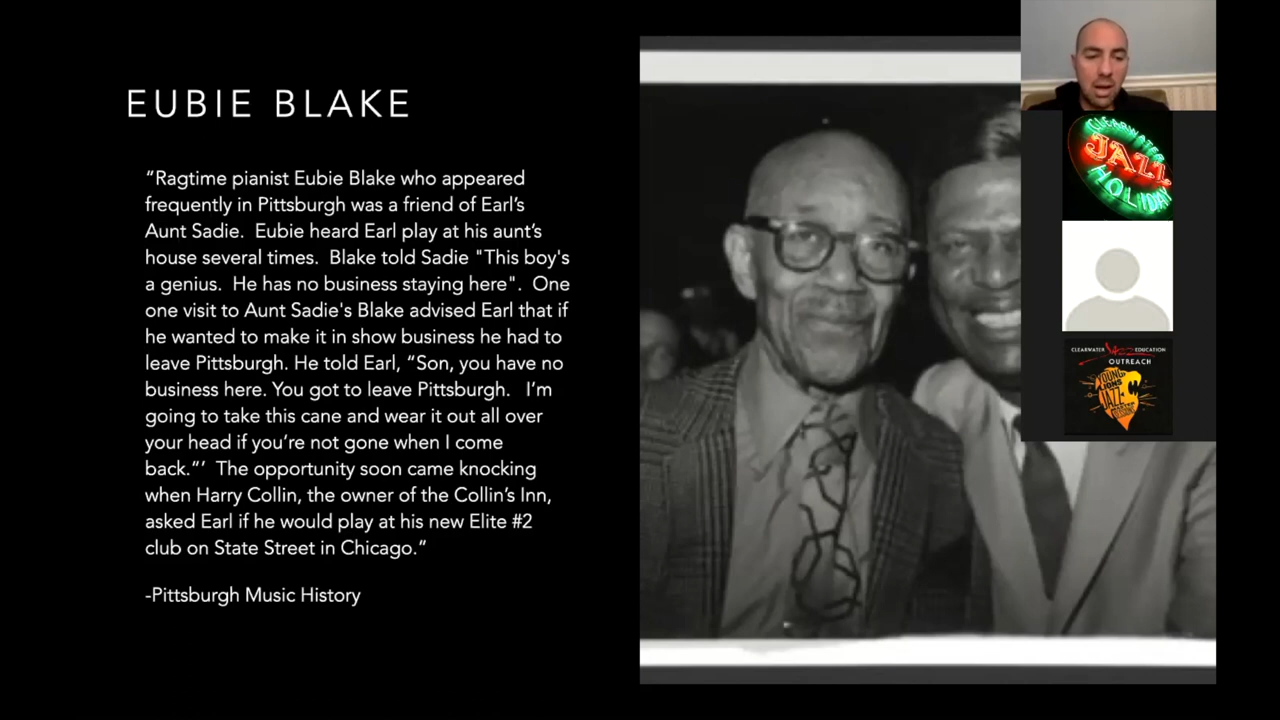 EUBIE BLAKE
“Ragtime pianist Eubie Blake who appeared
frequently in Pittsburgh was a friend of Earl’s
Aunt Sadie.  Eubie heard Earl play at his aunt’s
house several times.  Blake told Sadie "This boy's
a genius.  He has no business staying here".  One
one visit to Aunt Sadie's Blake advised Earl that if
he wanted to make it in show business he had to
leave Pittsburgh. He told Earl, “Son, you have no
business here. You got to leave Pittsburgh.   I’m
going to take this cane and wear it out all over
your head if you’re not gone when I come
back.”’  The opportunity soon came knocking
when Harry Collin, the owner of the Collin’s Inn,
asked Earl if he would play at his new Elite #2
club on State Street in Chicago.”
-Pittsburgh Music History
CLEARWATER
JAZZ
HOLIDAY
CLEARWATER EDUCATION
OUTREACH
YOUNG
LIONS
JAZZ